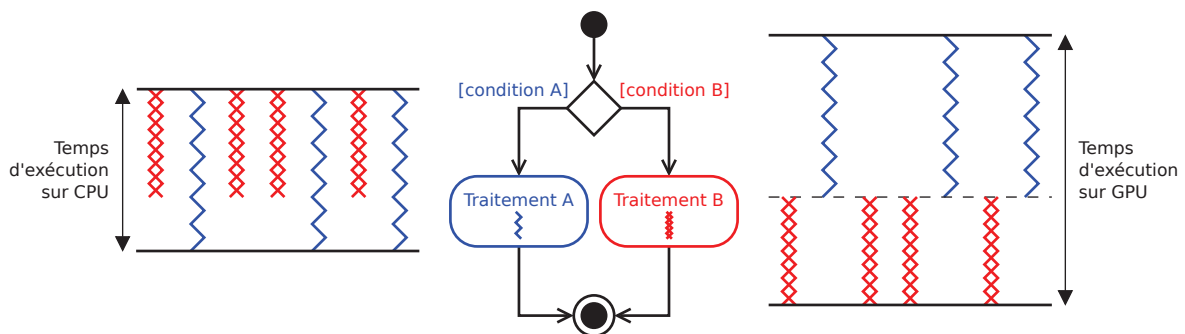 Temps
d'exécution
sur CPU
[condition A]
[condition B]
Traitement A
Traitement B
Temps
d'exécution
sur GPU